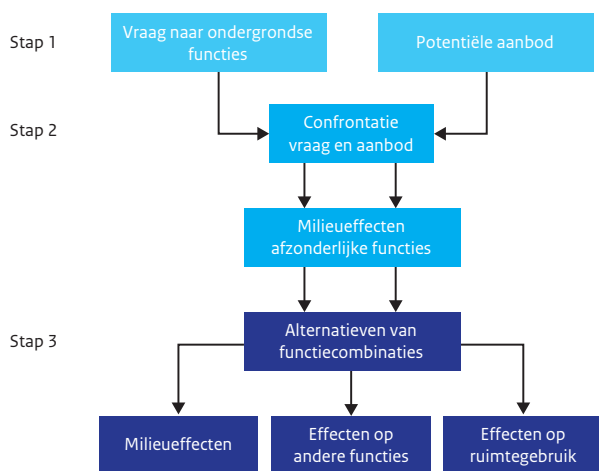 Stap 1
Vraag naar ondergrondse
functies
Potentiële aanbod
Stap 2
Confrontatie
vraag en aanbod
Milieueffecten
afzonderlijke functies
Stap 3
Alternatieven van
functiecombinaties
Milieueffecten
Effecten op
andere functies
Effecten op
ruimtegebruik